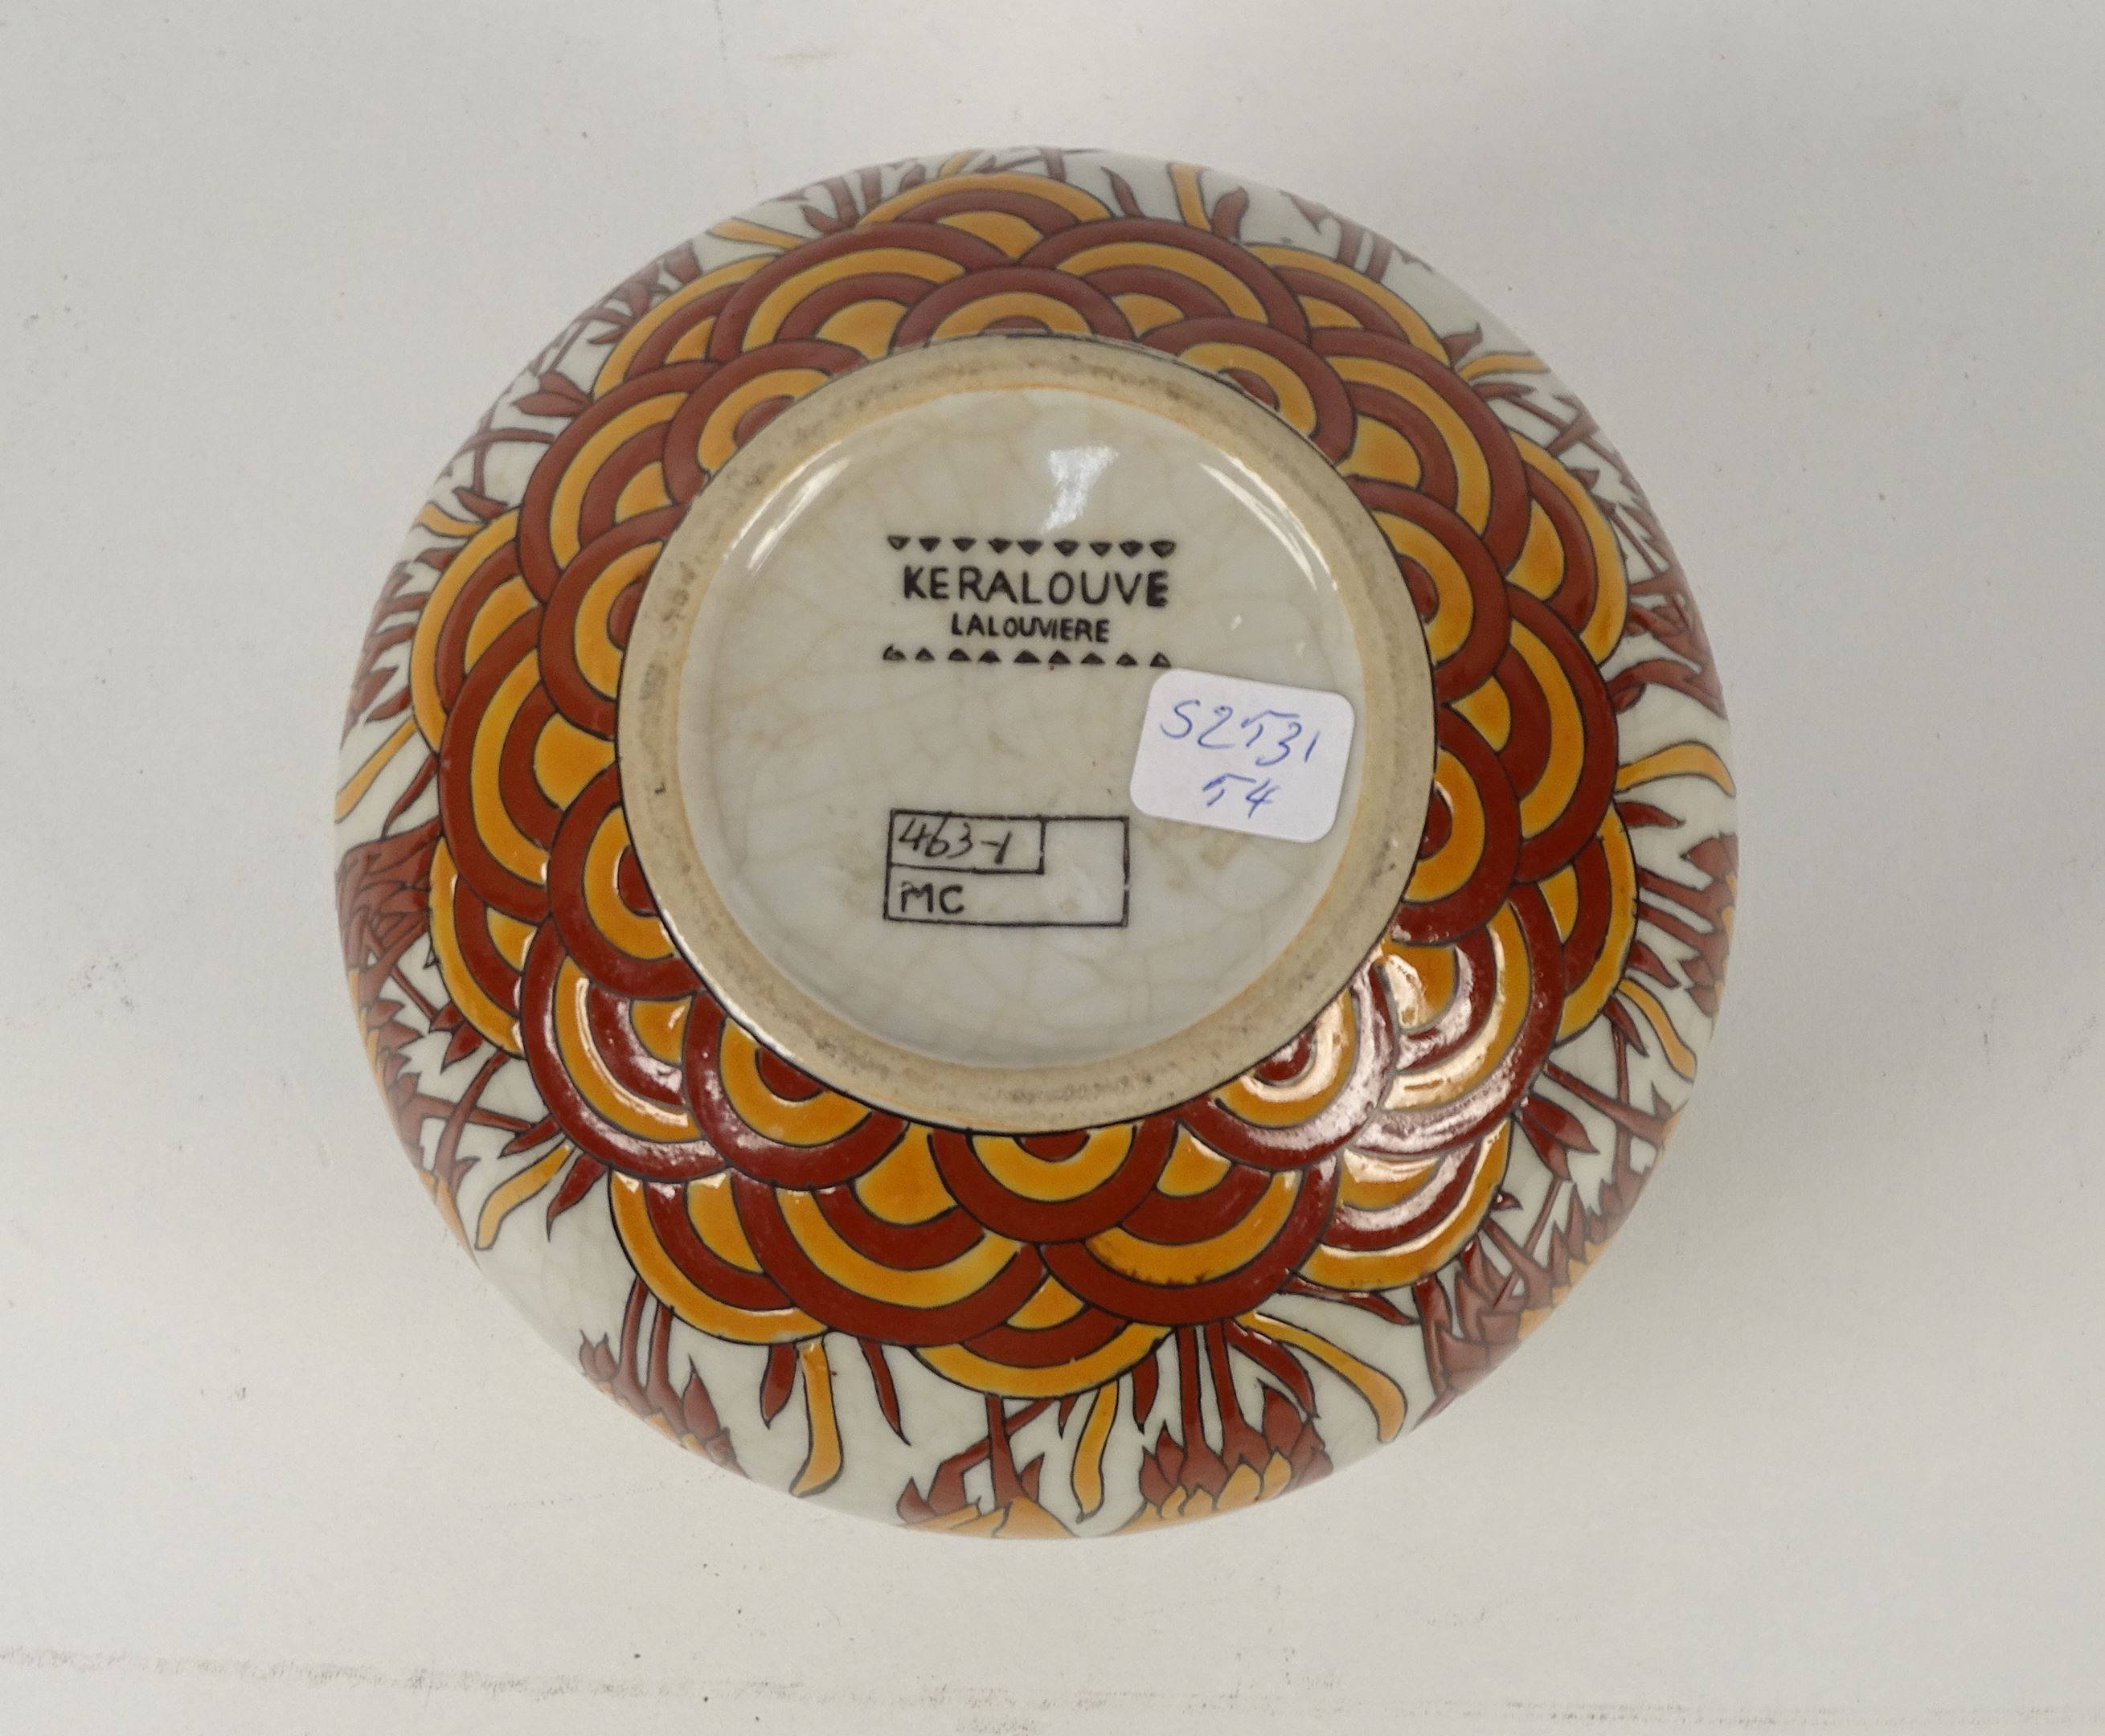 KERALOUVE
LALOUVIERE
S2531
54
463-1
MC